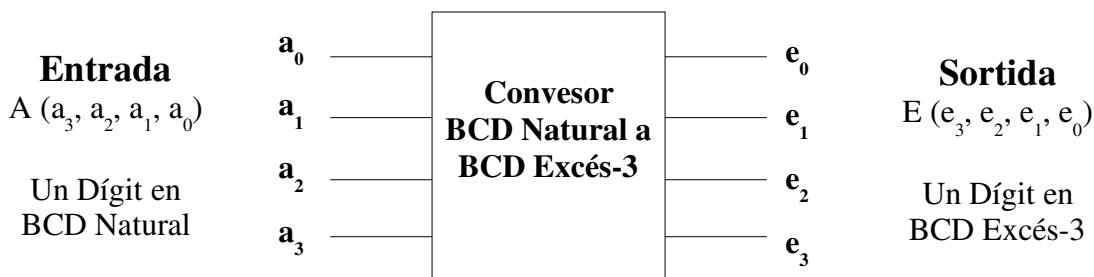 Entrada
A (a₃, a₂, a₁, a₀)
Un Dígit en
BCD Natural
a₀
a₁
a₂
a₃
Convesor
BCD Natural a
BCD Excés-3
e₀
e₁
e₂
e₃
Sortida
E (e₃, e₂, e₁, e₀)
Un Dígit en
BCD Excés-3